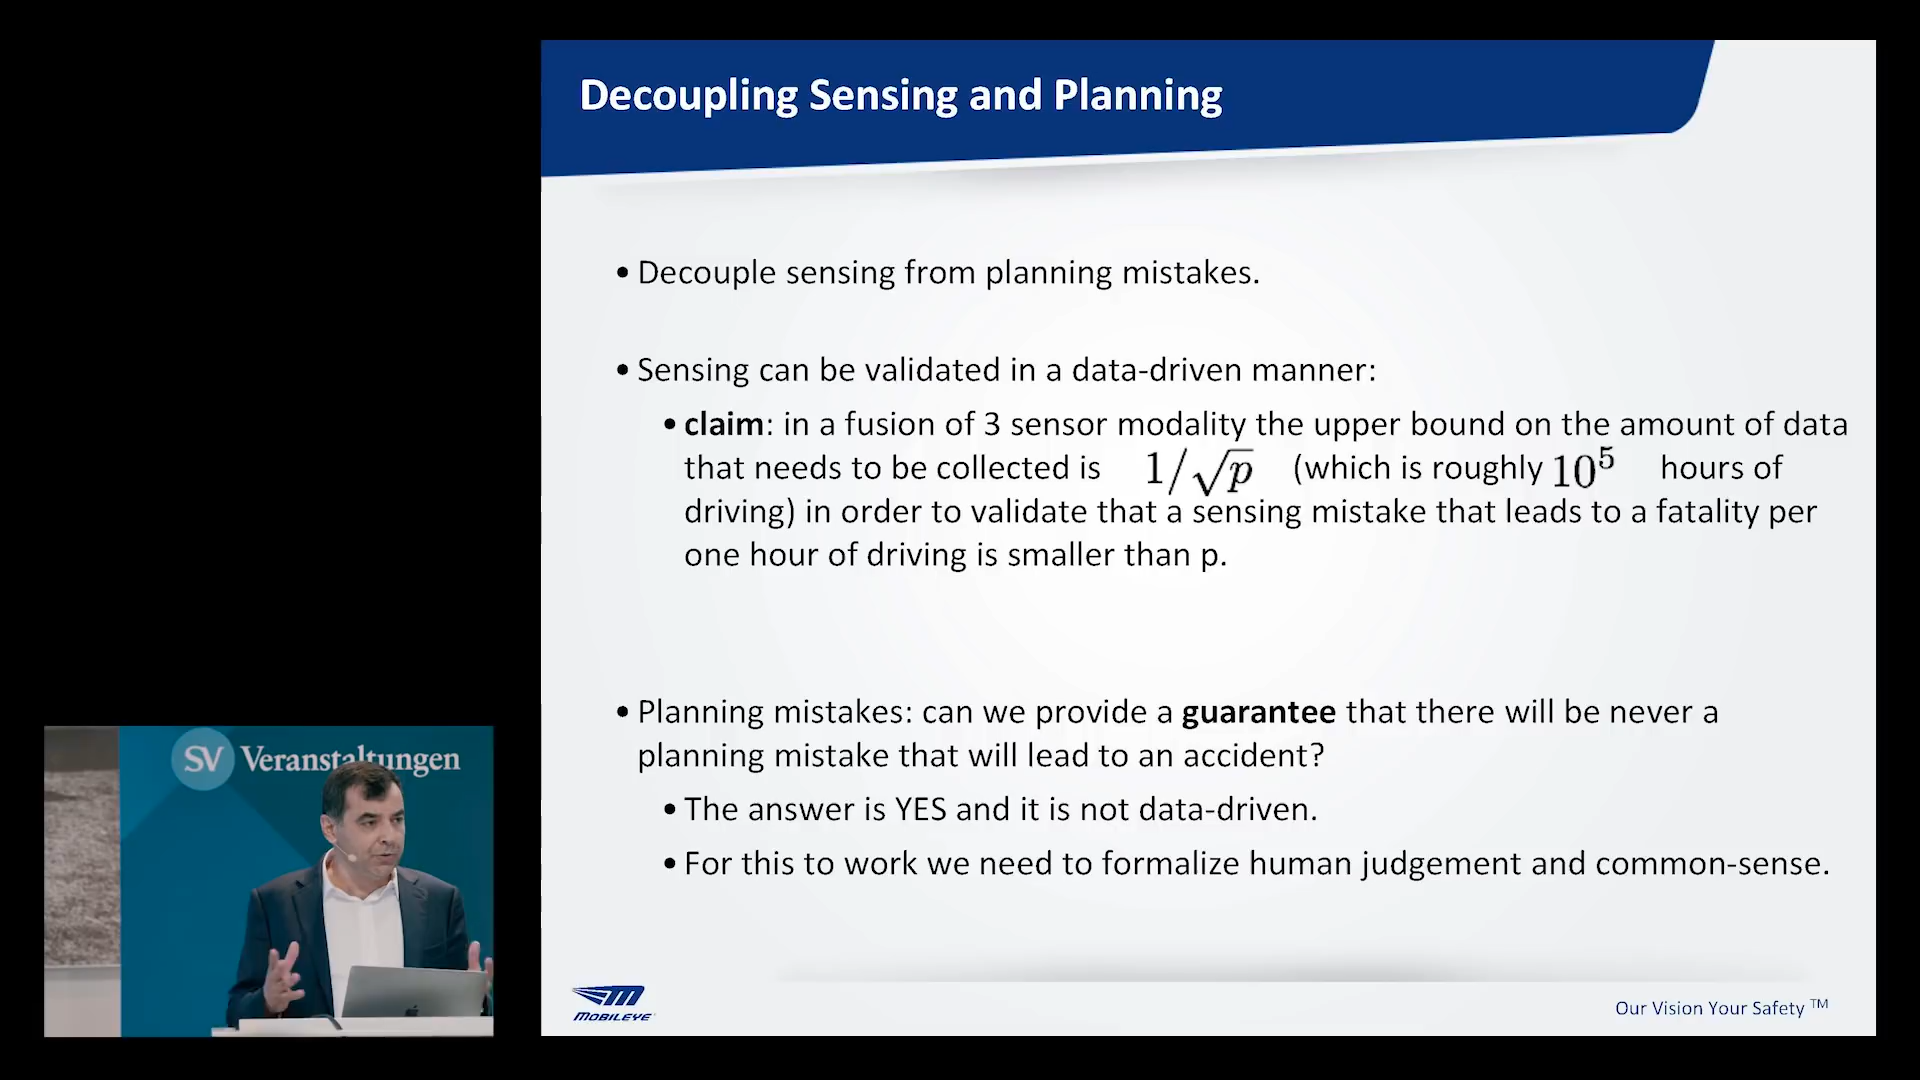 Decoupling Sensing and Planning
• Decouple sensing from planning mistakes.
• Sensing can be validated in a data-driven manner:
• claim: in a fusion of 3 sensor modality the upper bound on the amount of data
that needs to be collected is 1/√p (which is roughly 10⁵ hours of
driving) in order to validate that a sensing mistake that leads to a fatality per
one hour of driving is smaller than p.
• Planning mistakes: can we provide a guarantee that there will be never a
planning mistake that will lead to an accident?
• The answer is YES and it is not data-driven.
• For this to work we need to formalize human judgement and common-sense.
MOBILEYE
Our Vision Your Safety TM
SV Veranstaltungen